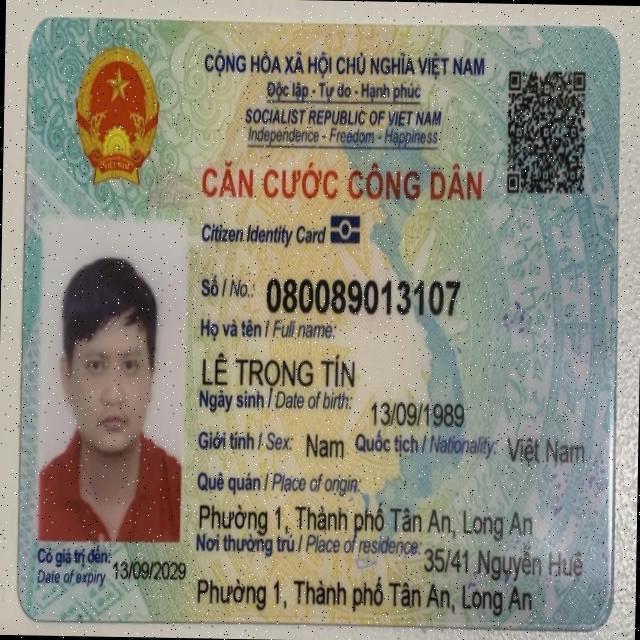 CỘNG HÒA XÃ HỘI CHỦ NGHĨA VIỆT NAM
Độc lập - Tự do - Hạnh phúc
SOCIALIST REPUBLIC OF VIET NAM
Independence - Freedom - Happiness
CĂN CƯỚC CÔNG DÂN
Citizen Identity Card
Số / No.: 080089013107
Họ và tên / Full name:
LÊ TRỌNG TÍN
Ngày sinh / Date of birth: 13/09/1989
Giới tính / Sex: Nam Quốc tịch / Nationality: Việt Nam
Quê quán / Place of origin:
Phường 1, Thành phố Tân An, Long An
Nơi thường trú / Place of residence: 35/41 Nguyễn Huệ
Phường 1, Thành phố Tân An, Long An
Có giá trị đến: 13/09/2029
Date of expiry